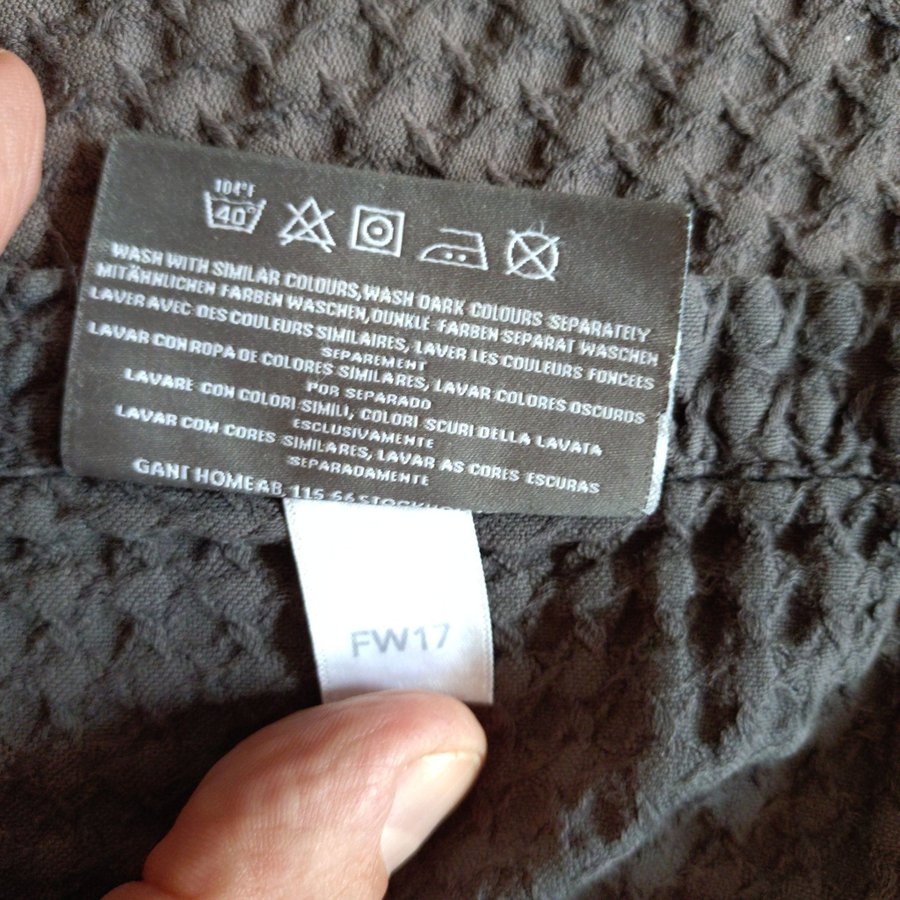 104°F
40°
WASH WITH SIMILAR COLOURS, WASH DARK COLOURS SEPARATELY
MITÄHNLICHEN FARBEN WASCHEN, DUNKLE FARBEN SEPARAT WASCHEN
LAVER AVEC DES COULEURS SIMILAIRES, LAVER LES COULEURS FONCEES
SEPAREMENT
LAVAR CON ROPA DE COLORES SIMILARES, LAVAR COLORES OSCUROS
POR SEPARADO
LAVARE CON COLORI SIMILI, COLORI SCURI DELLA LAVATA
ESCLUSIVAMENTE
LAVAR COM CORES SIMILARES, LAVAR AS CORES ESCURAS
SEPARADAMENTE
GANT HOME AB, 115
FW17